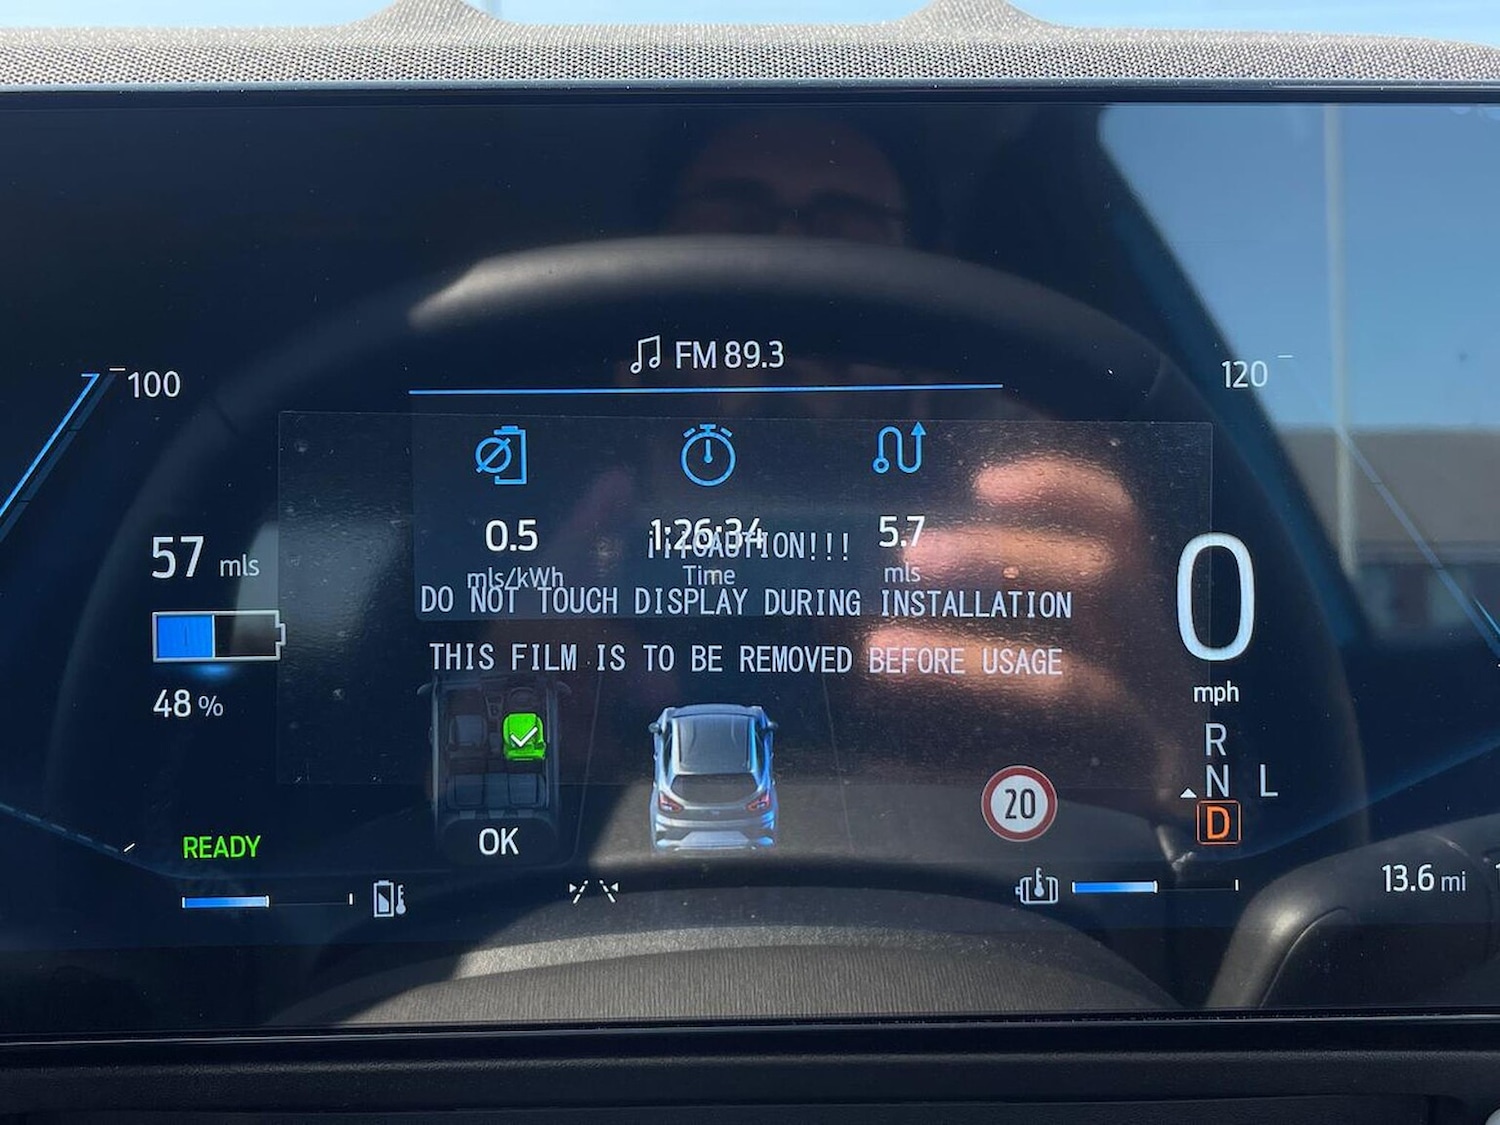 FM 89.3
100
120
0.5
1:26:34
5.7
mls/kWh
Time
mls
¡¡¡CAUTION!!!
DO NOT TOUCH DISPLAY DURING INSTALLATION
THIS FILM IS TO BE REMOVED BEFORE USAGE
57 mls
48 %
0
mph
R
N L
D
20
OK
READY
13.6 mi